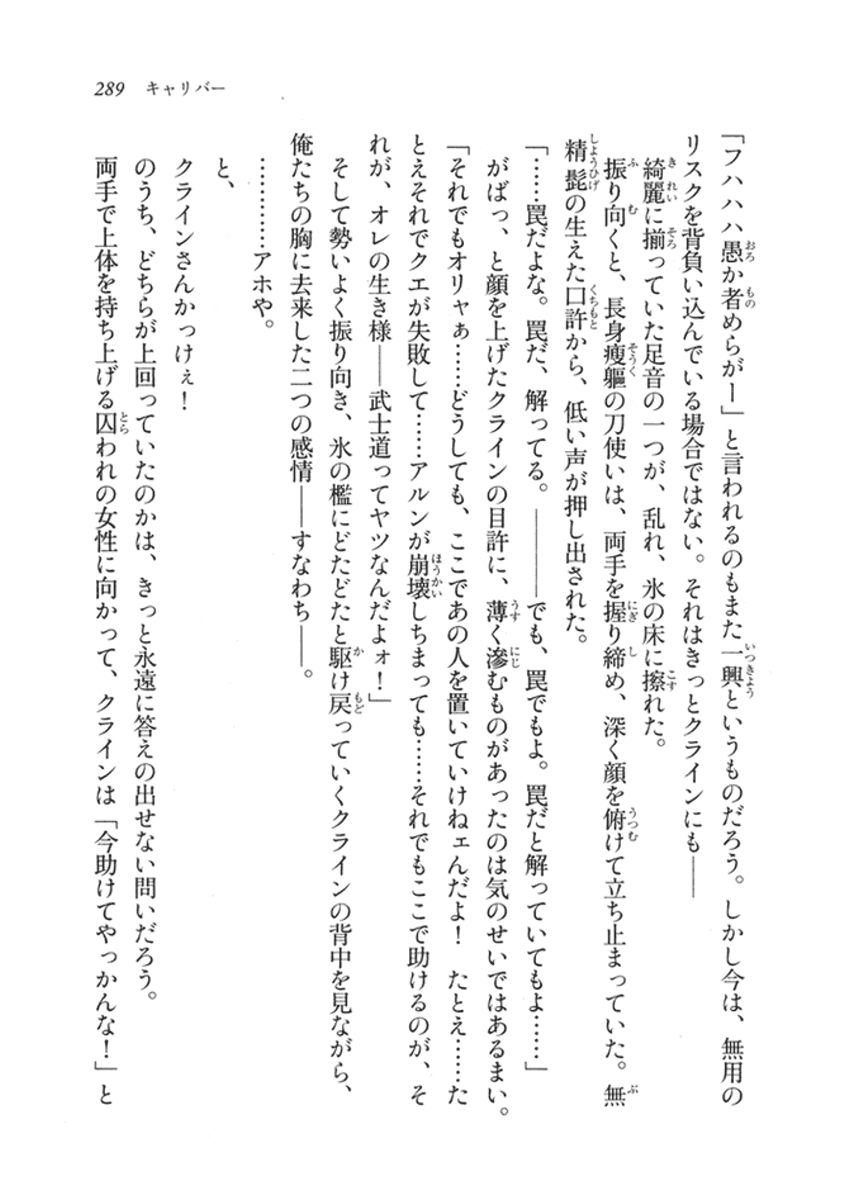 289 キャリバー
「フハハハ愚か者めらがー」と言われるのもまた一興というものだろう。しかし今は、無用の
リスクを背負い込んでいる場合ではない。それはきっとクラインにも――
綺麗に揃っていた足音の一つが、乱れ、氷の床に擦れた。
振り向くと、長身痩軀の刀使いは、両手を握り締め、深く顔を俯けて立ち止まっていた。無
精髭の生えた口許から、低い声が押し出された。
「……罠だよな。罠だ、解ってる。――――でも、罠でもよ。罠だと解っていてもよ……」
がばっ、と顔を上げたクラインの目許に、薄く滲むものがあったのは気のせいではあるまい。
「それでもオリャぁ……どうしても、ここであの人を置いていけねェんだよ！　たとえ……た
とえそれでクエが失敗して……アルンが崩壊しちまっても……それでもここで助けるのが、そ
れが、オレの生き様――武士道ってヤツなんだよォ！」
そして勢いよく振り向き、氷の檻にどたどたと駆け戻っていくクラインの背中を見ながら、
俺たちの胸に去来した二つの感情――すなわち――。
…………アホや。
と、
クラインさんかっけぇ！
のうち、どちらが上回っていたのかは、きっと永遠に答えの出せない問いだろう。
両手で上体を持ち上げる囚われの女性に向かって、クラインは「今助けてやっかんな！」と